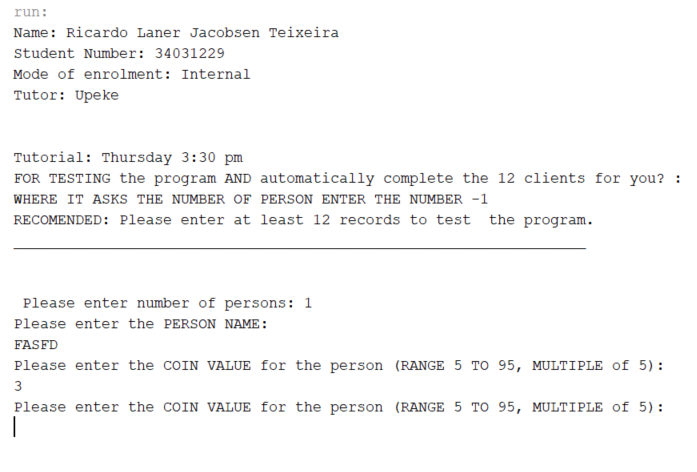 run:
Name: Ricardo Laner Jacobsen Teixeira
Student Number: 34031229
Mode of enrolment: Internal
Tutor: Upeke
Tutorial: Thursday 3:30 pm
FOR TESTING the program AND automatically complete the 12 clients for you? :
WHERE IT ASKS THE NUMBER OF PERSON ENTER THE NUMBER -1
RECOMENDED: Please enter at least 12 records to test  the program.
Please enter number of persons: 1
Please enter the PERSON NAME:
FASFD
Please enter the COIN VALUE for the person (RANGE 5 TO 95, MULTIPLE of 5):
3
Please enter the COIN VALUE for the person (RANGE 5 TO 95, MULTIPLE of 5):